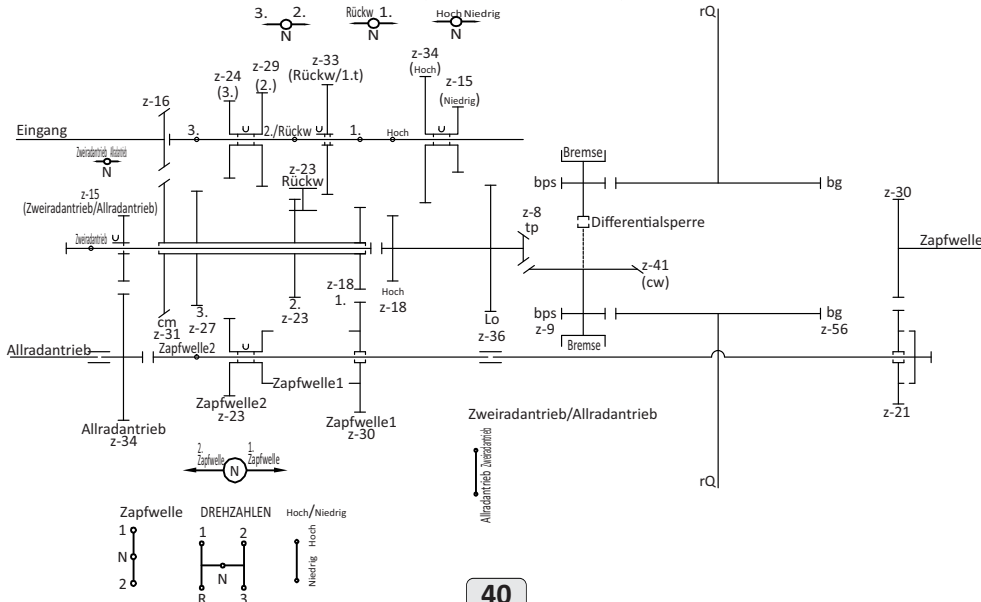 3. 2.
N
Rückw 1.
N
Hoch Niedrig
N
rQ
z-33
(Rückw/1.t)
z-34
(Hoch)
z-29
(2.)
z-24
(3.)
z-15
(Niedrig)
z-16
Eingang
3.
2./Rückw
1.
Hoch
Zweiradantrieb Allradantrieb
N
z-23
Rückw
Bremse
bps
bg
z-15
(Zweiradantrieb/Allradantrieb)
z-30
z-8
tp
Differentialsperre
Zweiradantrieb
Zapfwelle
z-41
(cw)
z-18
1.
Hoch
z-18
3.
z-27
2.
z-23
cm
z-31
Lo
z-36
bps
z-9
bg
z-56
Bremse
Allradantrieb
Zapfwelle2
Zapfwelle1
Zapfwelle2
z-23
Zapfwelle1
z-30
z-21
Allradantrieb
z-34
Zweiradantrieb/Allradantrieb
2.
Zapfwelle
1.
Zapfwelle
N
Allradantrieb Zweiradantrieb
rQ
Zapfwelle
1
N
2
DREHZAHLEN
1 2
N
R 3
Hoch/Niedrig
Niedrig Hoch
40